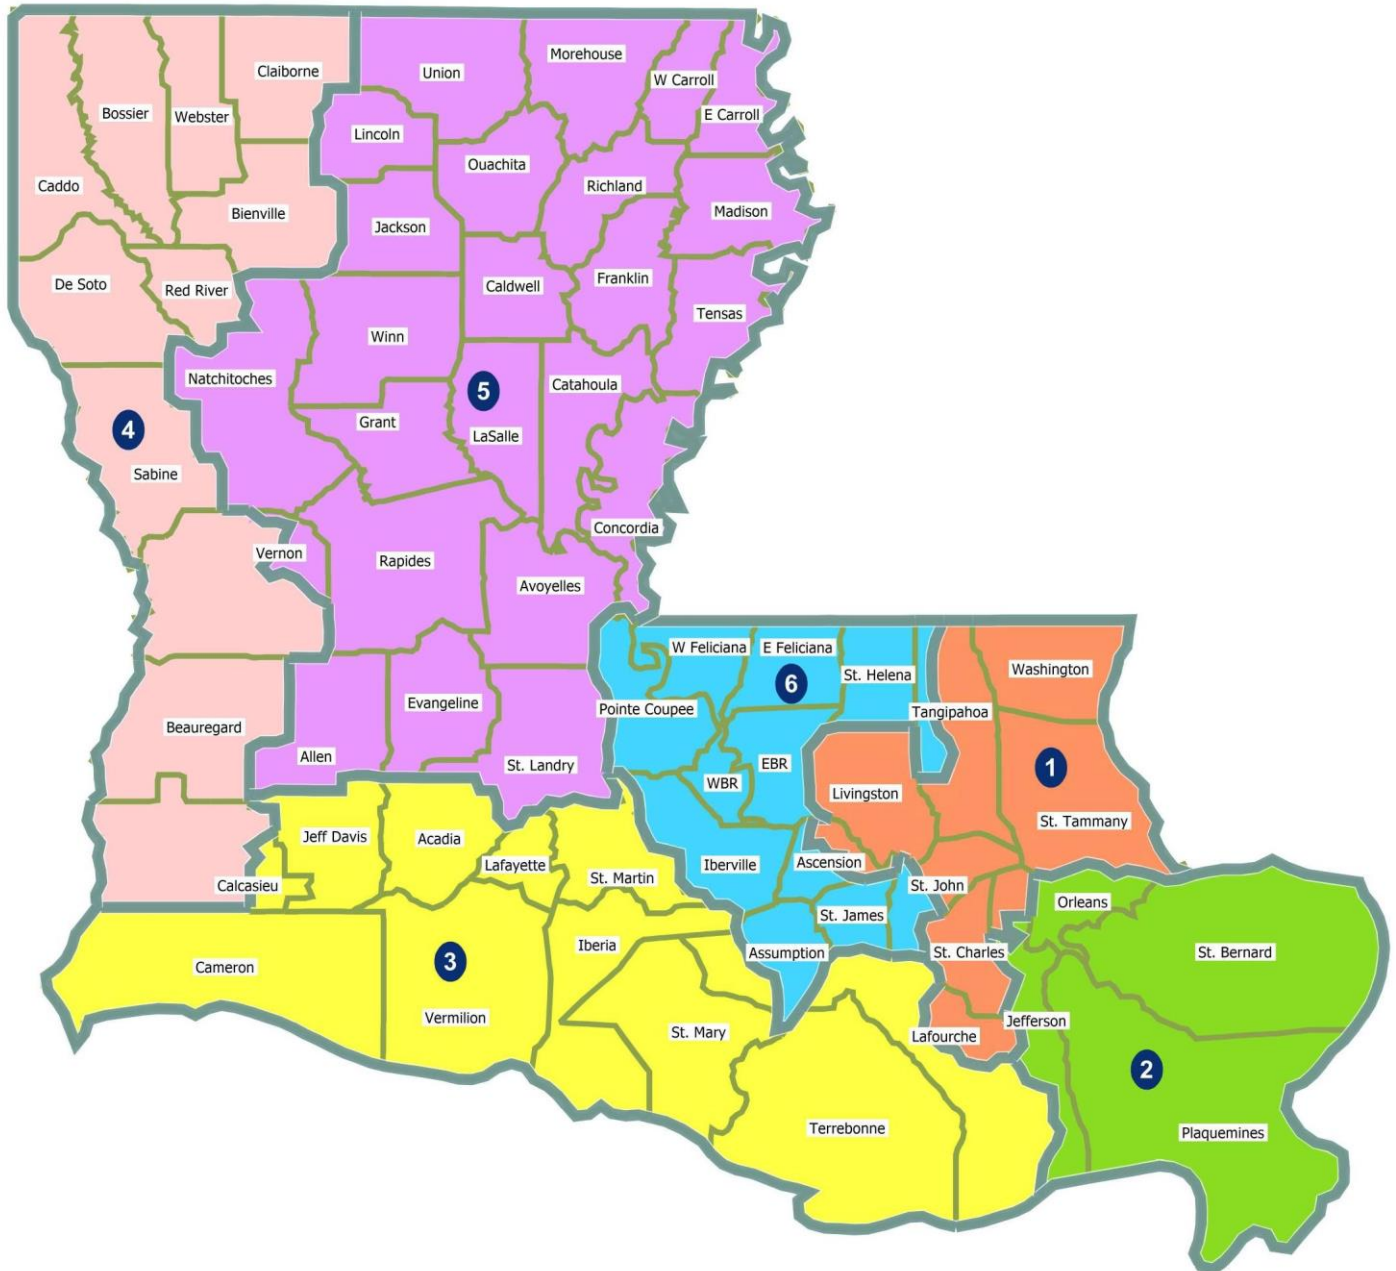 Union
Morehouse
Claiborne
W Carroll
Bossier
Webster
E Carroll
Lincoln
Ouachita
Caddo
Richland
Bienville
Madison
Jackson
De Soto
Red River
Caldwell
Franklin
Tensas
Winn
Natchitoches
5
Catahoula
4
Grant
LaSalle
Sabine
Concordia
Vernon
Rapides
Avoyelles
W Feliciana
E Feliciana
Washington
St. Helena
6
Evangeline
Pointe Coupee
Tangipahoa
Beauregard
Allen
St. Landry
EBR
1
WBR
Livingston
St. Tammany
Jeff Davis
Acadia
Lafayette
Iberville
Ascension
Calcasieu
St. Martin
St. John
Orleans
St. James
Iberia
Assumption
St. Charles
St. Bernard
Cameron
3
Vermilion
St. Mary
Lafourche
Jefferson
2
Terrebonne
Plaquemines